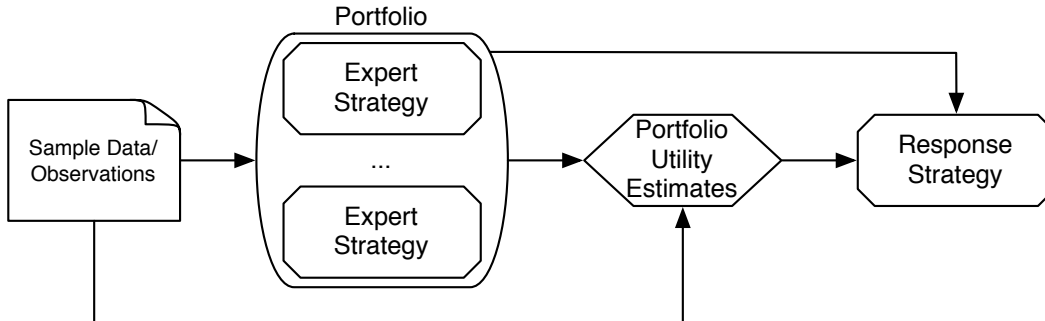 Portfolio
Expert
Strategy
...
Expert
Strategy
Sample Data/
Observations
Portfolio
Utility
Estimates
Response
Strategy